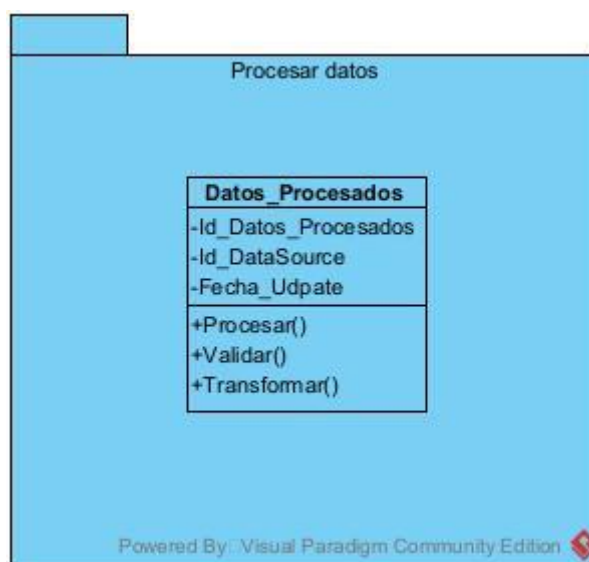 Procesar datos
Datos_Procesados
-Id_Datos_Procesados
-Id_DataSource
-Fecha_Udpate
+Procesar()
+Validar()
+Transformar()
Powered By Visual Paradigm Community Edition